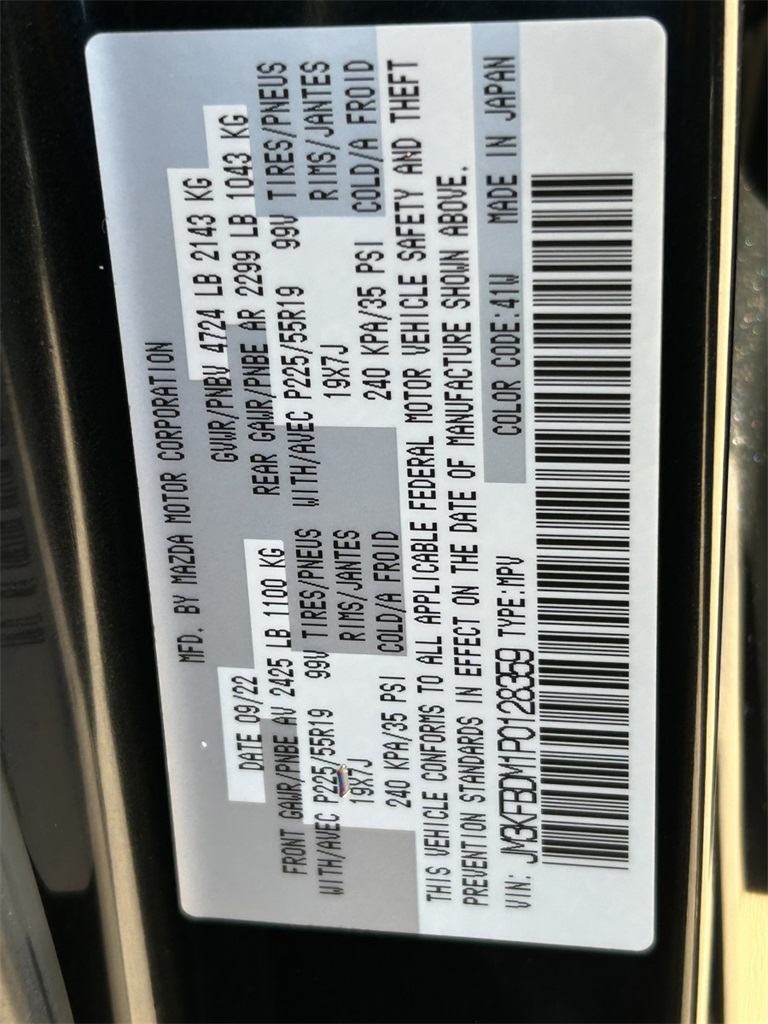 MFD. BY MAZDA MOTOR CORPORATION
DATE 09/22 GVWR/PNBV 4724 LB 2143 KG
FRONT GAWR/PNBE AV 2425 LB 1100 KG REAR GAWR/PNBE AR 2299 LB 1043 KG
WITH/AVEC P225/55R19 99V TIRES/PNEUS WITH/AVEC P225/55R19 99V TIRES/PNEUS
19X7J RIMS/JANTES 19X7J RIMS/JANTES
240 KPA/35 PSI COLD/A FROID 240 KPA/35 PSI COLD/A FROID
THIS VEHICLE CONFORMS TO ALL APPLICABLE FEDERAL MOTOR VEHICLE SAFETY AND THEFT
PREVENTION STANDARDS IN EFFECT ON THE DATE OF MANUFACTURE SHOWN ABOVE.
VIN: JM3KFBDM1P0128369 TYPE:MPV COLOR CODE:41W MADE IN JAPAN